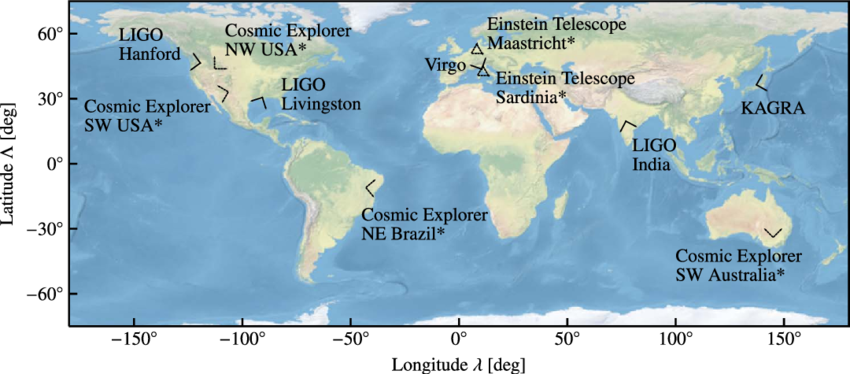 60°
30°
0°
−30°
−60°
Latitude Λ [deg]
LIGO
Hanford
Cosmic Explorer
NW USA*
Cosmic Explorer
SW USA*
LIGO
Livingston
Einstein Telescope
Maastricht*
Virgo
Einstein Telescope
Sardinia*
KAGRA
LIGO
India
Cosmic Explorer
NE Brazil*
Cosmic Explorer
SW Australia*
−150°
−100°
−50°
0°
50°
100°
150°
Longitude λ [deg]